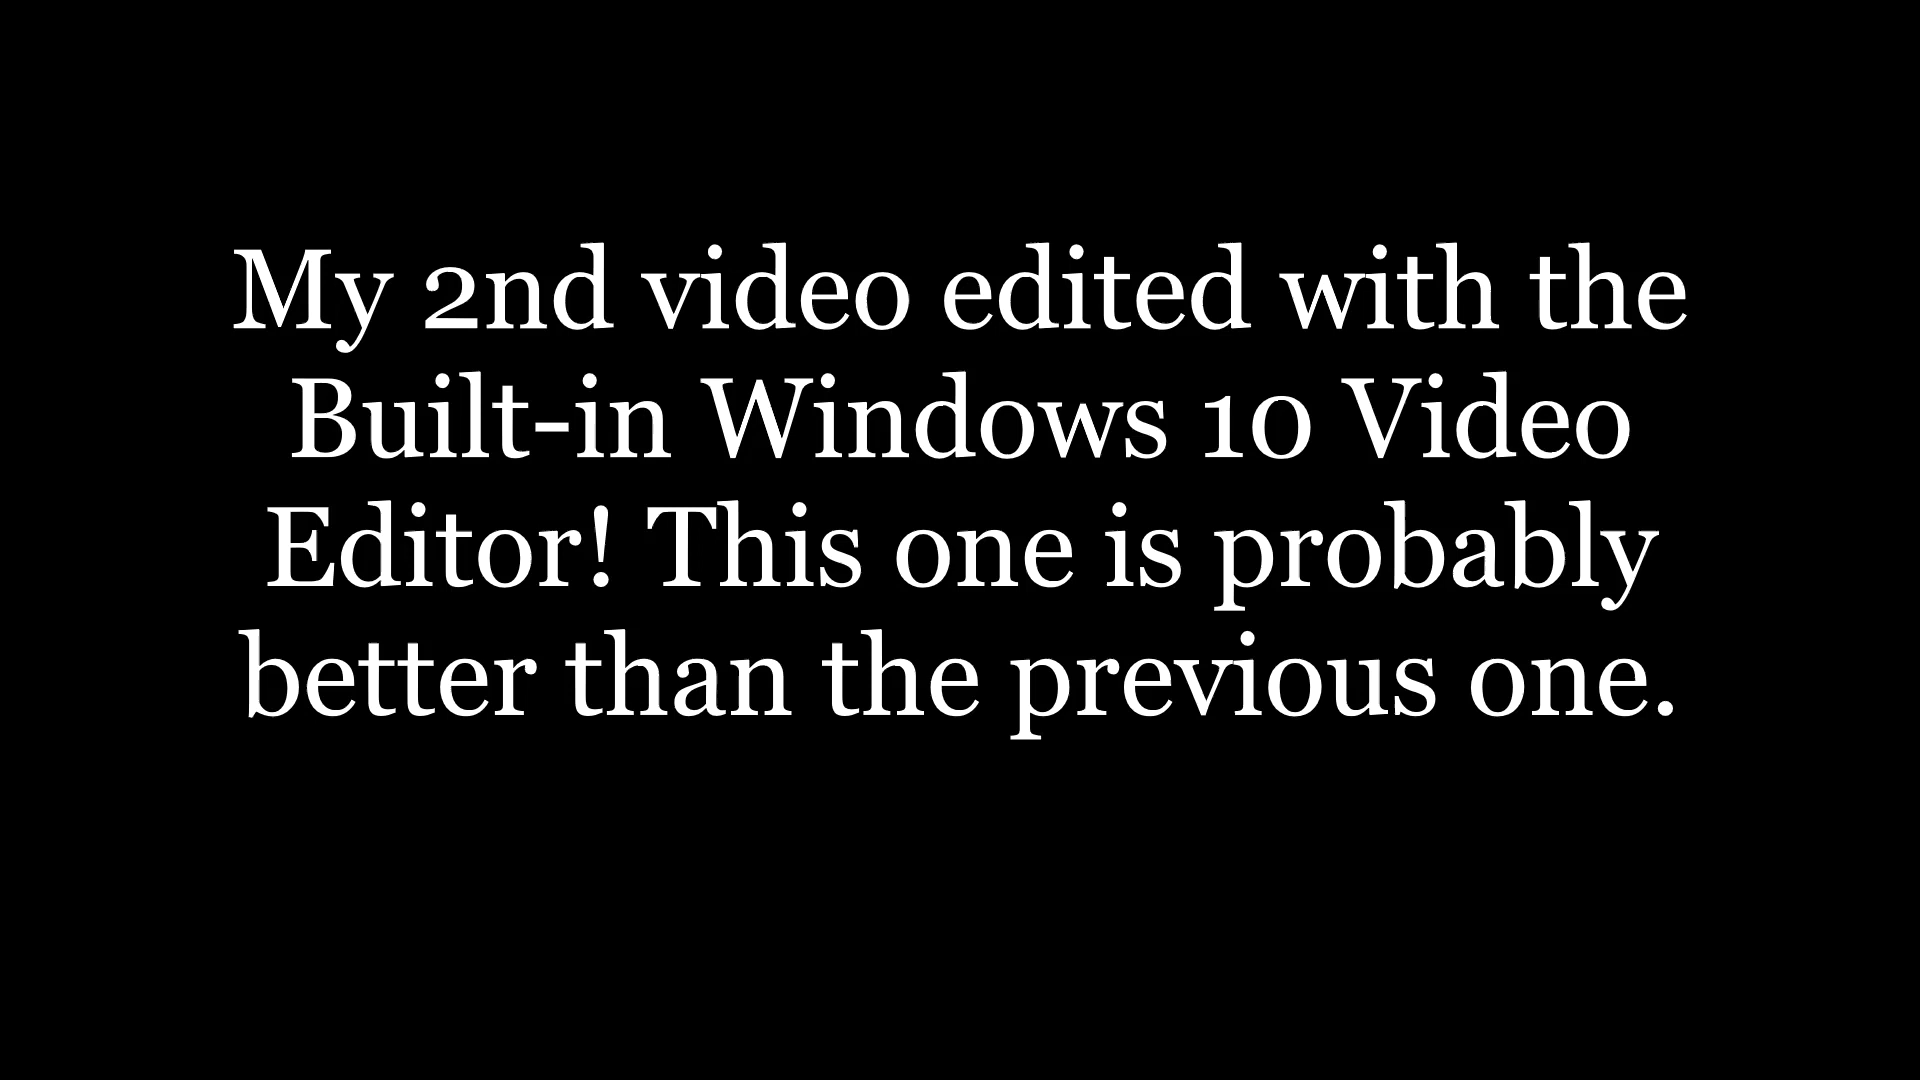 My 2nd video edited with the
Built-in Windows 10 Video
Editor! This one is probably
better than the previous one.